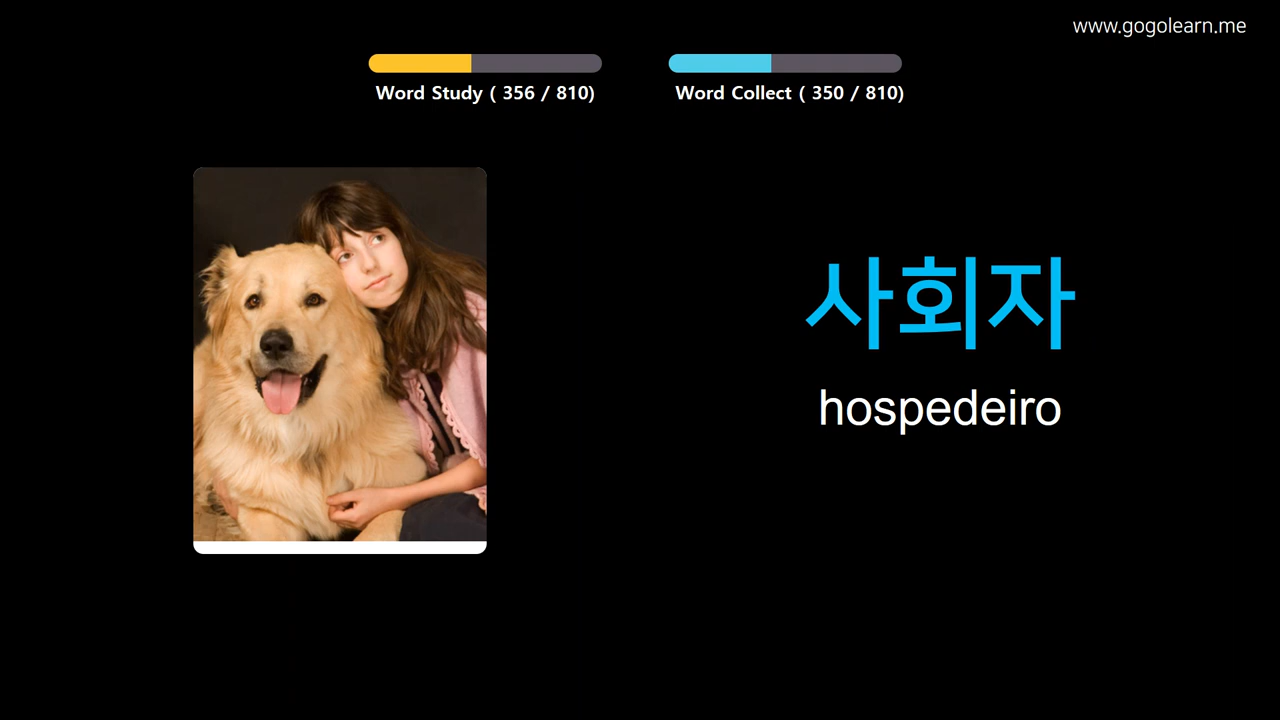 www.gogolearn.me
Word Study ( 356 / 810)
Word Collect ( 350 / 810)
사회자
hospedeiro